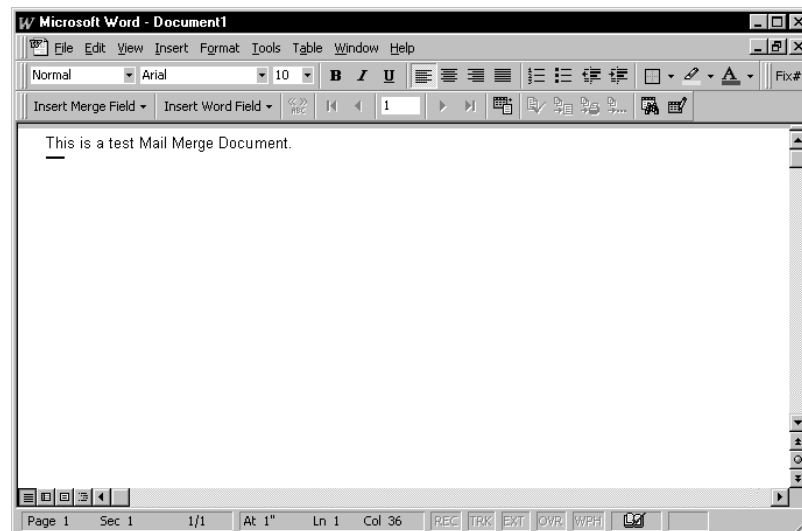 Microsoft Word - Document1
File Edit View Insert Format Tools Table Window Help
Normal Arial 10 B I U A Fix#
Insert Merge Field Insert Word Field ABC 1
This is a test Mail Merge Document.
Page 1 Sec 1 1/1 At 1" Ln 1 Col 36 REC TRK EXT OVR WPH